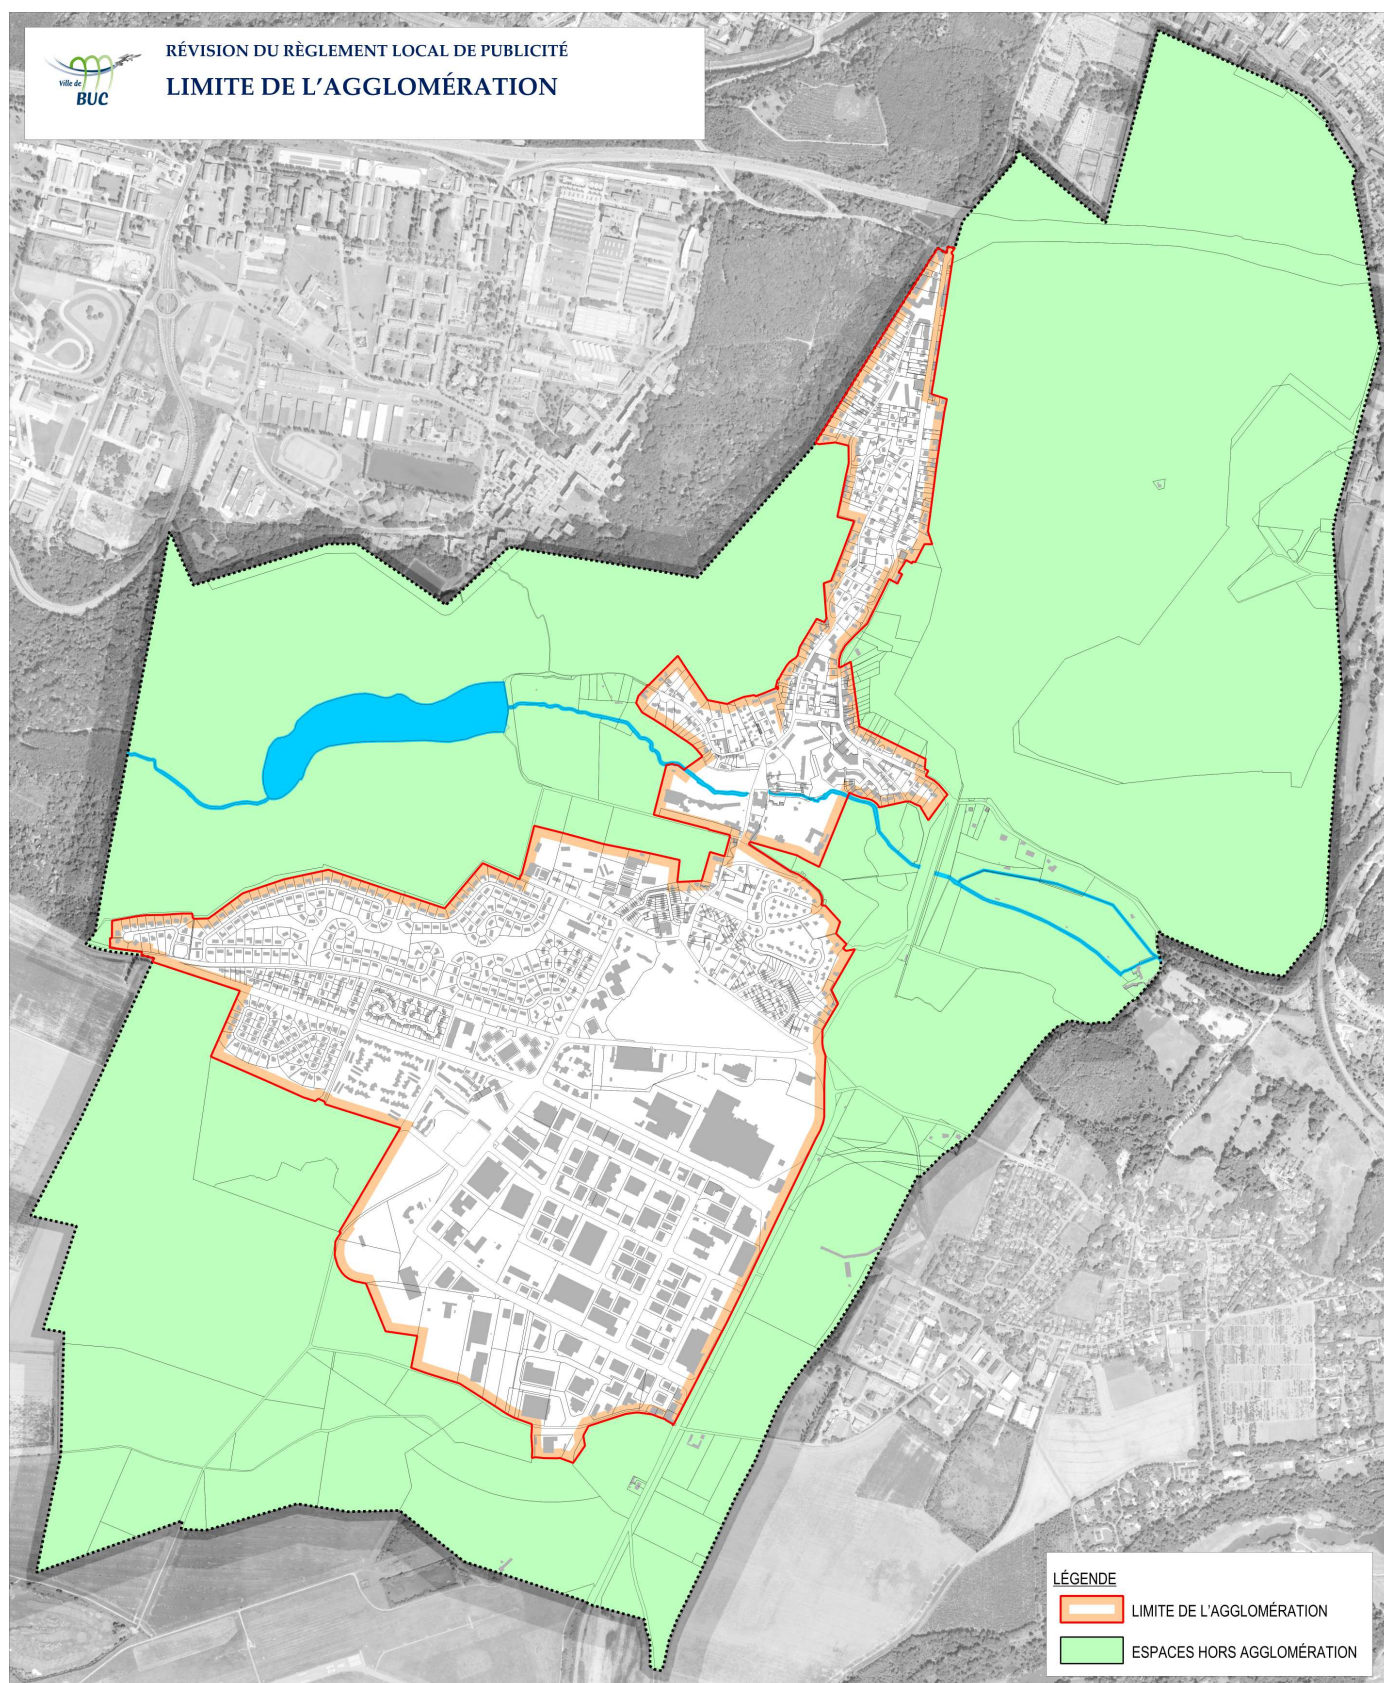 RÉVISION DU RÈGLEMENT LOCAL DE PUBLICITÉ
LIMITE DE L'AGGLOMÉRATION
Ville de
BUC
LÉGENDE
LIMITE DE L'AGGLOMÉRATION
ESPACES HORS AGGLOMÉRATION